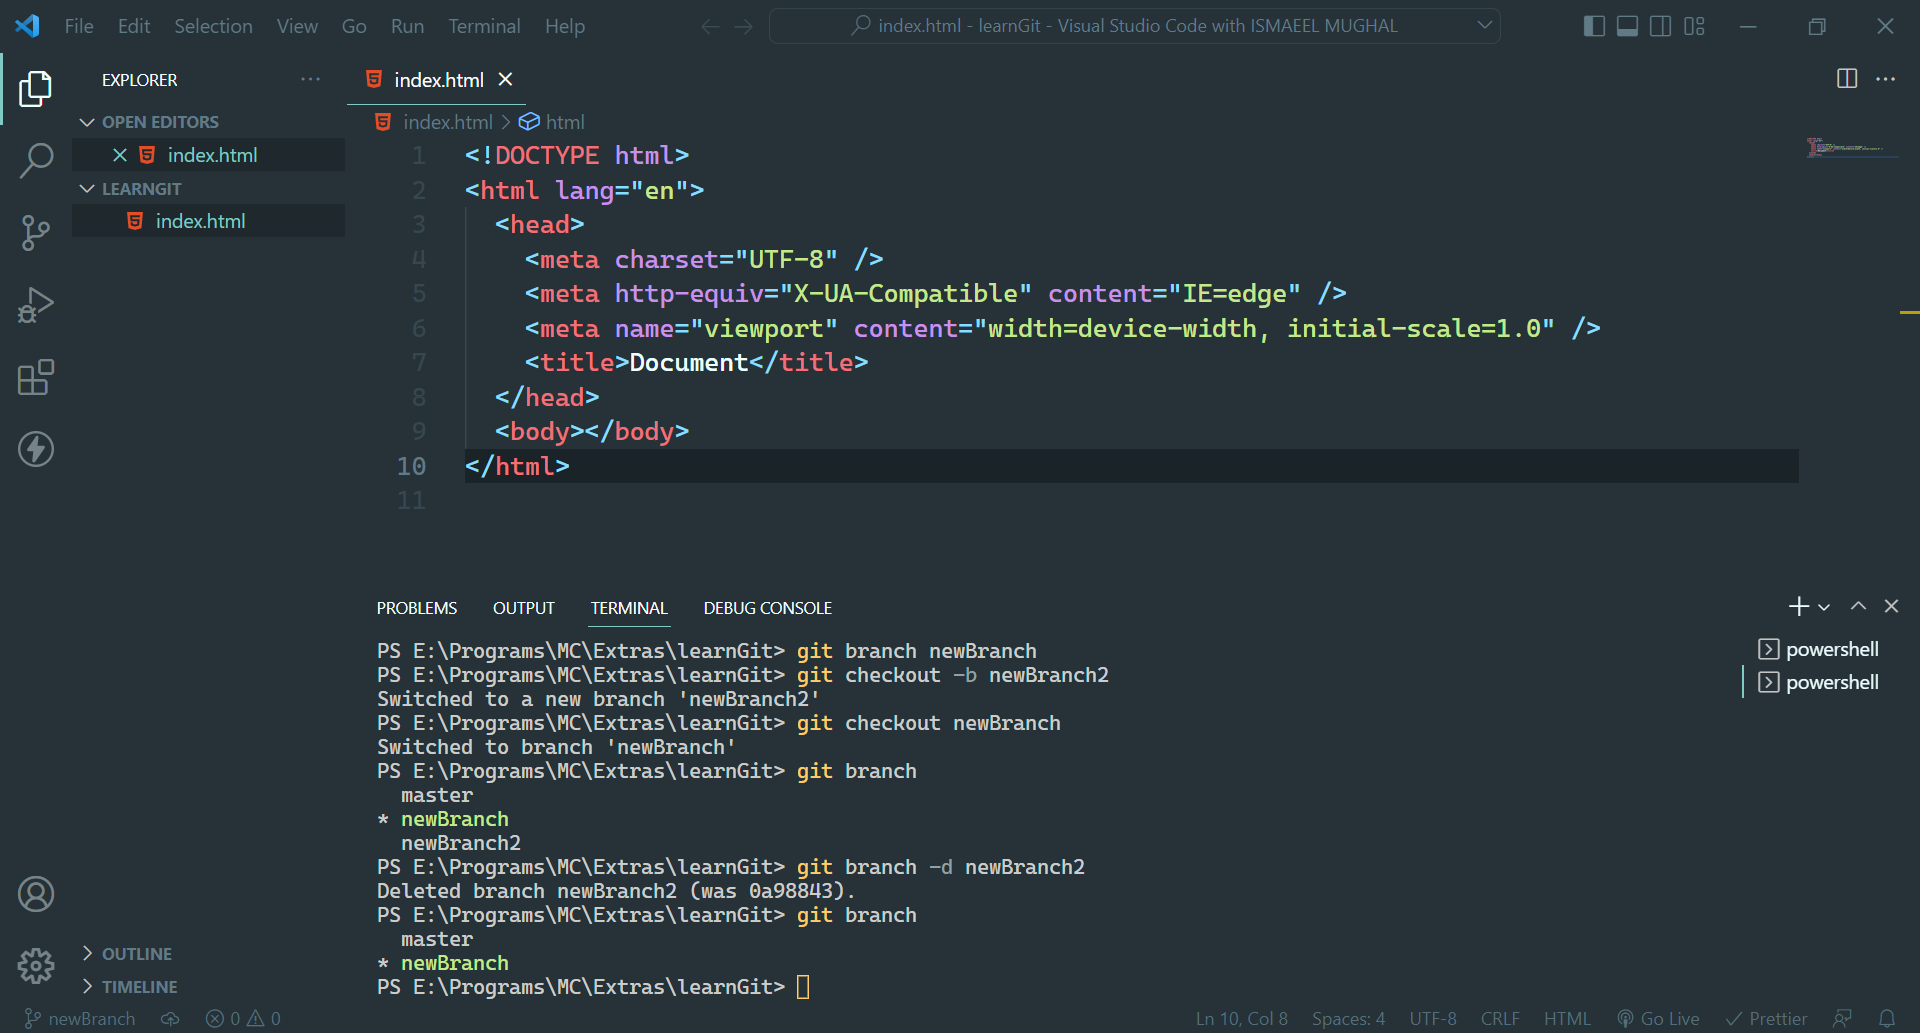 File Edit Selection View Go Run Terminal Help
index.html - learnGit - Visual Studio Code with ISMAEEL MUGHAL
EXPLORER
OPEN EDITORS
index.html
LEARNGIT
index.html
OUTLINE
TIMELINE
index.html
index.html > html
1 <!DOCTYPE html>
2 <html lang="en">
3 <head>
4 <meta charset="UTF-8" />
5 <meta http-equiv="X-UA-Compatible" content="IE=edge" />
6 <meta name="viewport" content="width=device-width, initial-scale=1.0" />
7 <title>Document</title>
8 </head>
9 <body></body>
10 </html>
11
PROBLEMS OUTPUT TERMINAL DEBUG CONSOLE
PS E:\Programs\MC\Extras\learnGit> git branch newBranch
PS E:\Programs\MC\Extras\learnGit> git checkout -b newBranch2
Switched to a new branch 'newBranch2'
PS E:\Programs\MC\Extras\learnGit> git checkout newBranch
Switched to branch 'newBranch'
PS E:\Programs\MC\Extras\learnGit> git branch
master
* newBranch
newBranch2
PS E:\Programs\MC\Extras\learnGit> git branch -d newBranch2
Deleted branch newBranch2 (was 0a98843).
PS E:\Programs\MC\Extras\learnGit> git branch
master
* newBranch
PS E:\Programs\MC\Extras\learnGit>
powershell
powershell
newBranch 0 0 Ln 10, Col 8 Spaces: 4 UTF-8 CRLF HTML Go Live Prettier